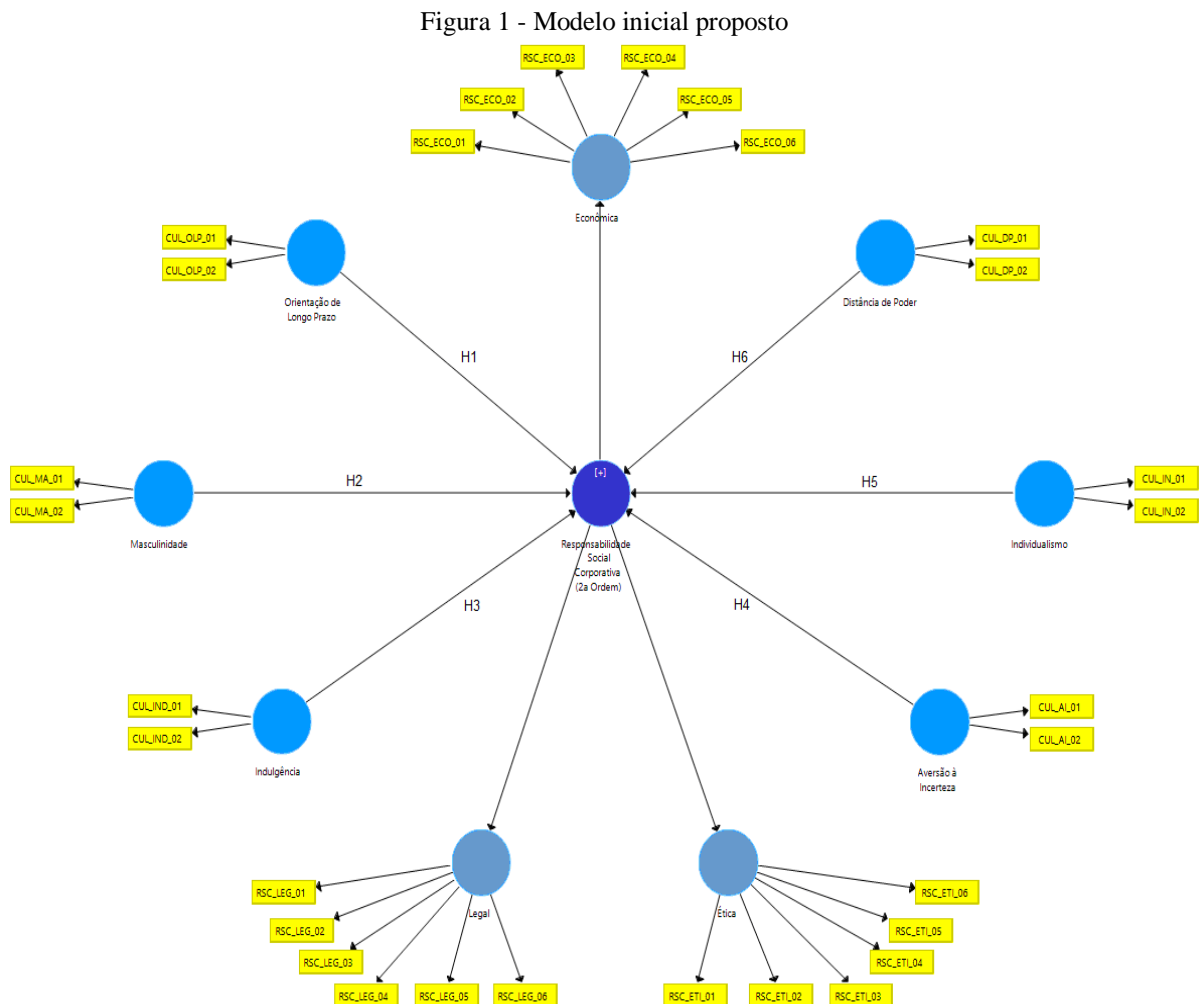 Figura 1 - Modelo inicial proposto
RSC_ECO_03
RSC_ECO_04
RSC_ECO_02
RSC_ECO_05
RSC_ECO_01
RSC_ECO_06
Econômica
CUL_OLP_01
CUL_OLP_02
Orientação de
Longo Prazo
CUL_DP_01
CUL_DP_02
Distância de Poder
H1
H6
CUL_MA_01
CUL_MA_02
Masculinidade
H2
[+]
Responsabilidade
Social
Corporativa
(2a Ordem)
H5
CUL_IN_01
CUL_IN_02
Individualismo
H3
H4
CUL_IND_01
CUL_IND_02
Indulgência
CUL_AI_01
CUL_AI_02
Aversão à
Incerteza
RSC_LEG_01
RSC_LEG_02
RSC_LEG_03
RSC_LEG_04
RSC_LEG_05
RSC_LEG_06
Legal
Ética
RSC_ETI_06
RSC_ETI_05
RSC_ETI_04
RSC_ETI_01
RSC_ETI_02
RSC_ETI_03